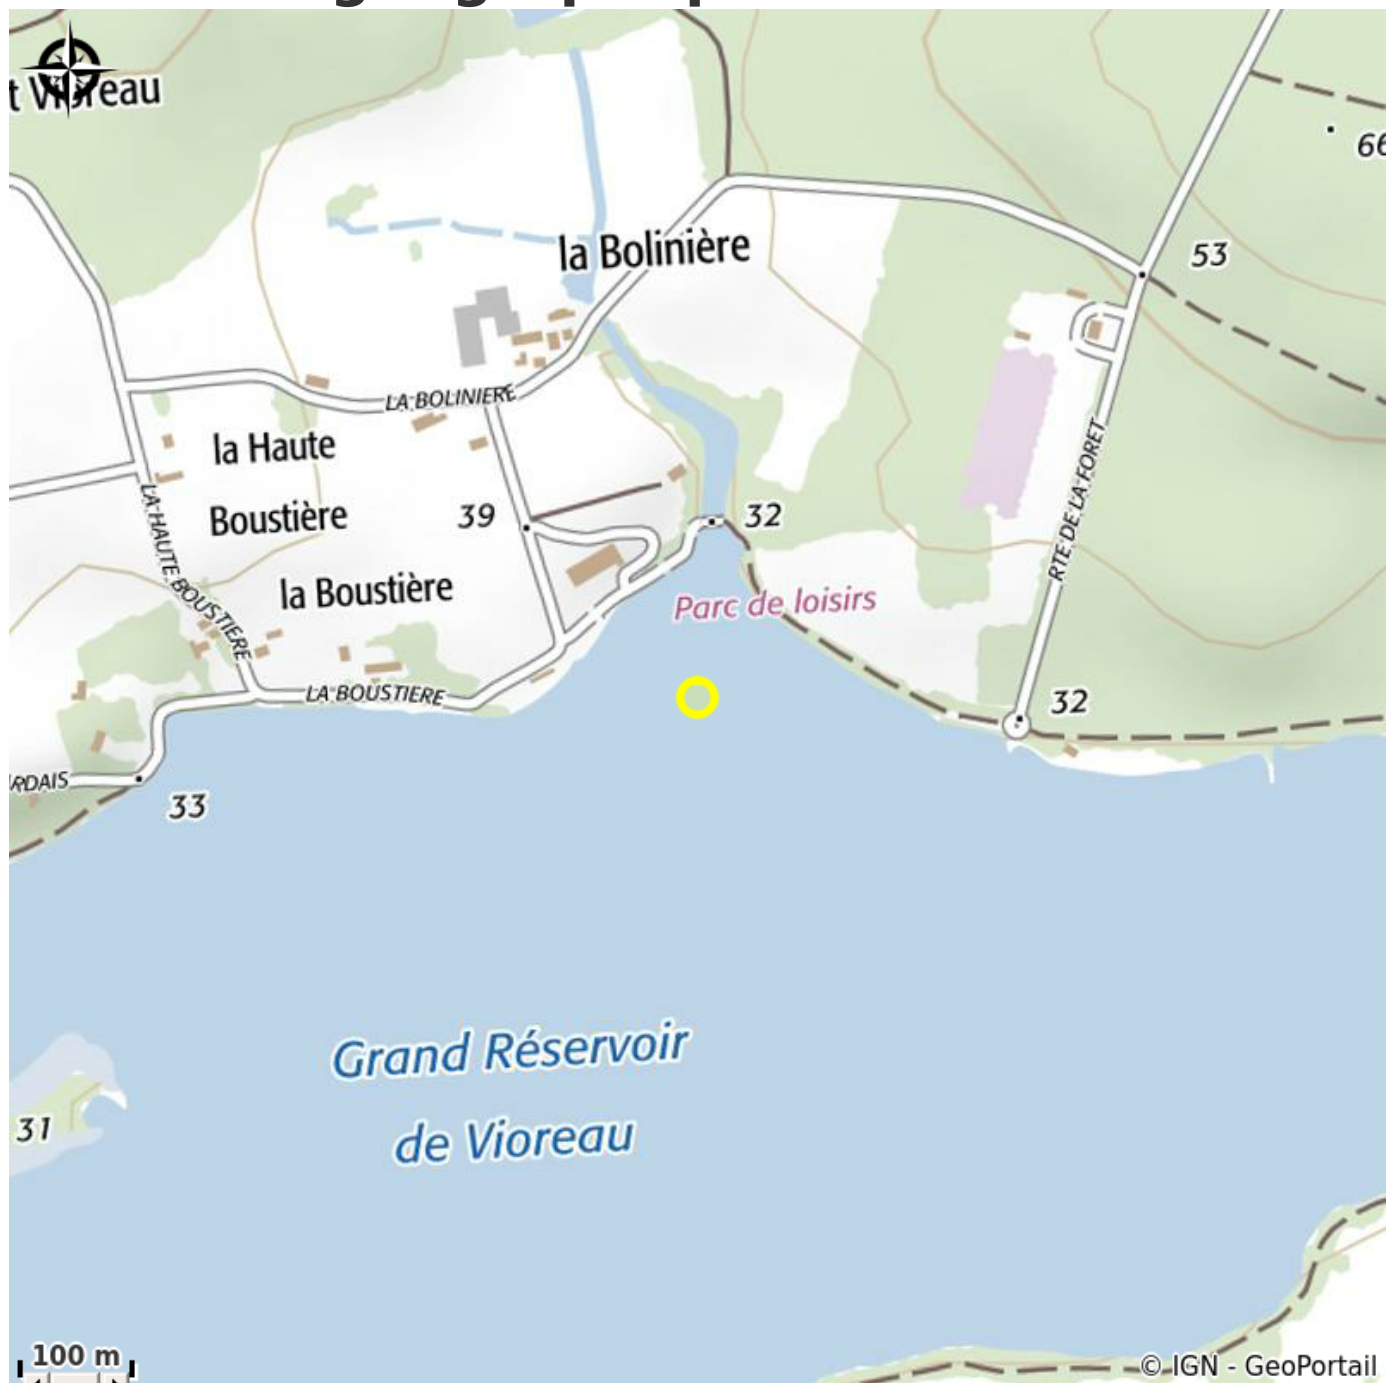 t Vioreau
66
la Bolinière
53
LA BOLINIERE
la Haute
Boustière
39
32
RTE DE LA FORET
LA HAUTE BOUSTIERE
la Boustière
Parc de loisirs
LA BOUSTIERE
32
RDAIS
33
Grand Réservoir
de Vioreau
31
100 m
© IGN - GeoPortail